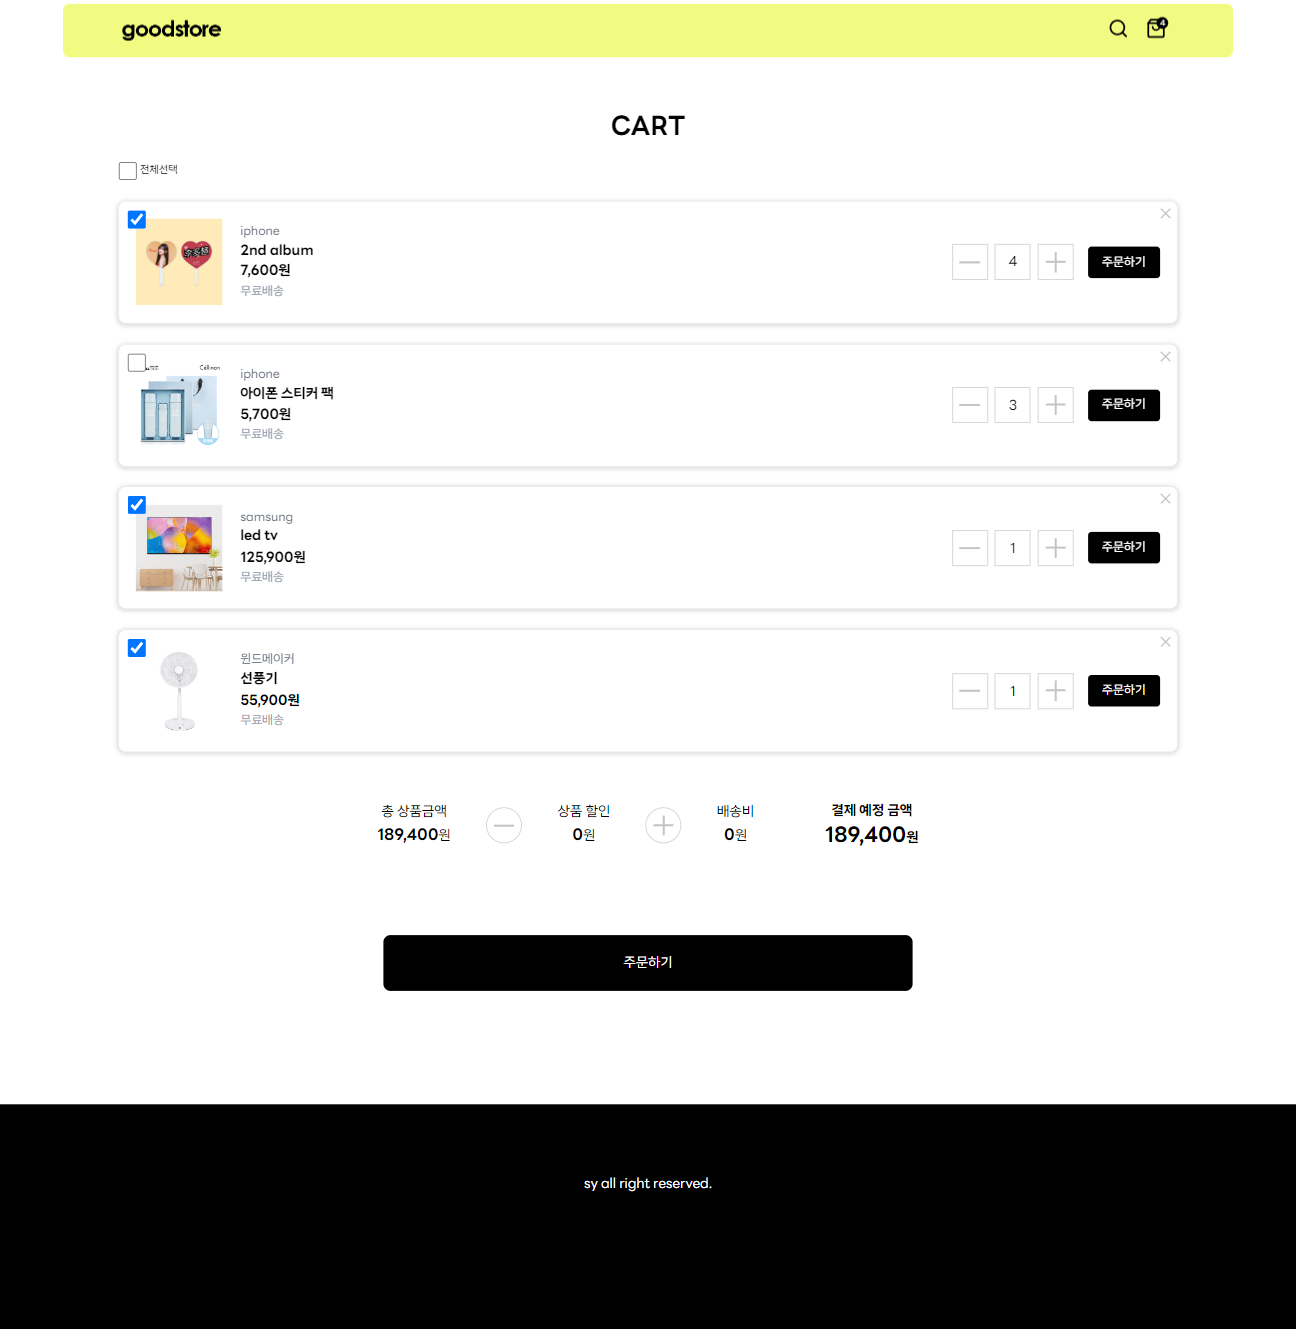 goodstore
4
CART
전체선택
iphone
2nd album
7,600원
무료배송
4
주문하기
Cellinon
iphone
아이폰 스티커 팩
5,700원
무료배송
3
주문하기
samsung
led tv
125,900원
무료배송
1
주문하기
윈드메이커
선풍기
55,900원
무료배송
1
주문하기
총 상품금액
189,400원
상품 할인
0원
배송비
0원
결제 예정 금액
189,400원
주문하기
sy all right reserved.